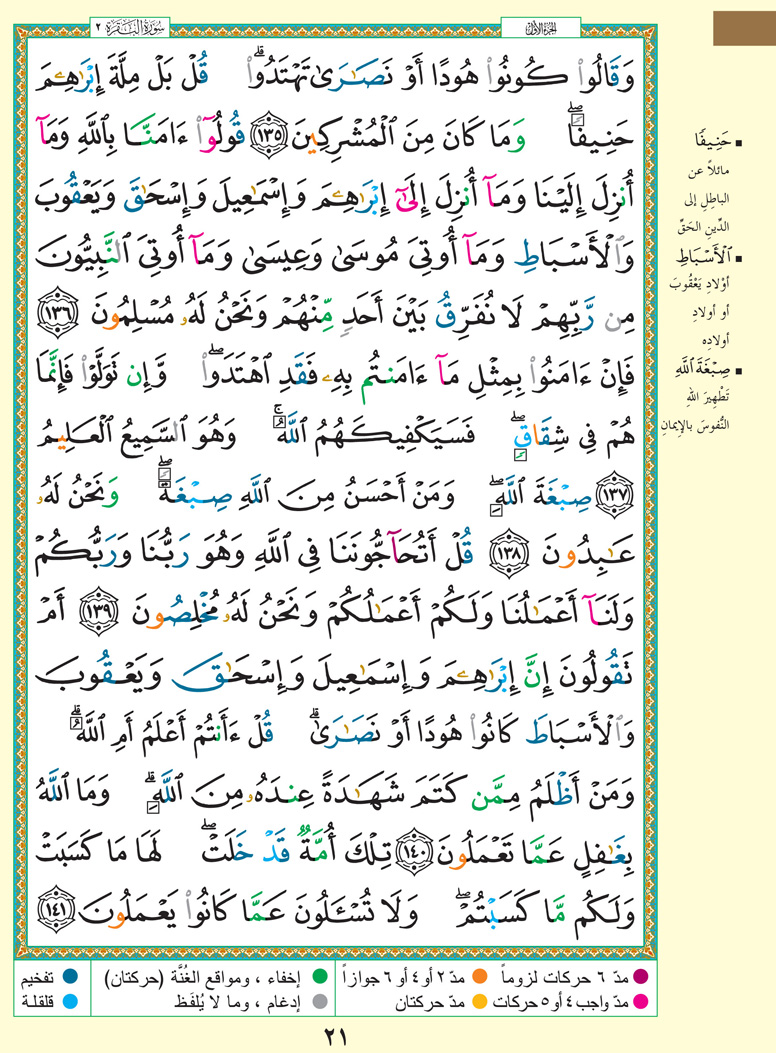 الجزء الأول
سورة البقرة ٢
وَقَالُوا۟ كُونُوا۟ هُودًا أَوْ نَصَـٰرَىٰ تَهْتَدُوا۟ ۗ قُلْ بَلْ مِلَّةَ إِبْرَٰهِـۧمَ
حَنِيفًا ۖ وَمَا كَانَ مِنَ ٱلْمُشْرِكِينَ ١٣٥ قُولُوٓا۟ ءَامَنَّا بِٱللَّهِ وَمَآ
أُنزِلَ إِلَيْنَا وَمَآ أُنزِلَ إِلَىٰٓ إِبْرَٰهِـۧمَ وَإِسْمَـٰعِيلَ وَإِسْحَـٰقَ وَيَعْقُوبَ
وَٱلْأَسْبَاطِ وَمَآ أُوتِىَ مُوسَىٰ وَعِيسَىٰ وَمَآ أُوتِىَ ٱلنَّبِيُّونَ
مِن رَّبِّهِمْ لَا نُفَرِّقُ بَيْنَ أَحَدٍ مِّنْهُمْ وَنَحْنُ لَهُۥ مُسْلِمُونَ ١٣٦
فَإِنْ ءَامَنُوا۟ بِمِثْلِ مَآ ءَامَنتُم بِهِۦ فَقَدِ ٱهْتَدَوا۟ ۖ وَّإِن تَوَلَّوْا۟ فَإِنَّمَا
هُمْ فِى شِقَاقٍ ۖ فَسَيَكْفِيكَهُمُ ٱللَّهُ ۚ وَهُوَ ٱلسَّمِيعُ ٱلْعَلِيمُ
١٣٧ صِبْغَةَ ٱللَّهِ ۖ وَمَنْ أَحْسَنُ مِنَ ٱللَّهِ صِبْغَةً ۖ وَنَحْنُ لَهُۥ
عَـٰبِدُونَ ١٣٨ قُلْ أَتُحَآجُّونَنَا فِى ٱللَّهِ وَهُوَ رَبُّنَا وَرَبُّكُمْ
وَلَنَآ أَعْمَـٰلُنَا وَلَكُمْ أَعْمَـٰلُكُمْ وَنَحْنُ لَهُۥ مُخْلِصُونَ ١٣٩ أَمْ
تَقُولُونَ إِنَّ إِبْرَٰهِـۧمَ وَإِسْمَـٰعِيلَ وَإِسْحَـٰقَ وَيَعْقُوبَ
وَٱلْأَسْبَاطَ كَانُوا۟ هُودًا أَوْ نَصَـٰرَىٰ ۗ قُلْ ءَأَنتُمْ أَعْلَمُ أَمِ ٱللَّهُ ۗ
وَمَنْ أَظْلَمُ مِمَّن كَتَمَ شَهَـٰدَةً عِندَهُۥ مِنَ ٱللَّهِ ۗ وَمَا ٱللَّهُ
بِغَـٰفِلٍ عَمَّا تَعْمَلُونَ ١٤٠ تِلْكَ أُمَّةٌ قَدْ خَلَتْ ۖ لَهَا مَا كَسَبَتْ
وَلَكُم مَّا كَسَبْتُمْ ۖ وَلَا تُسْـَٔلُونَ عَمَّا كَانُوا۟ يَعْمَلُونَ ١٤١
▪ حَنِيفًا
مائلاً عن
الباطِلِ إلى
الدِّينِ الحَقِّ
▪ ٱلْأَسْبَاطِ
أوْلادِ يَعْقُوبَ
أو أولادِ
أولادِه
▪ صِبْغَةَ ٱللَّهِ
تَطْهِيرَ اللهِ
النُّفوسَ بالإيمانِ
مدّ ٦ حركات لزوماً
مدّ ٢ أو ٤ أو ٦ جوازاً
إخفاء ، ومواقع الغُنَّة (حركتان)
تفخيم
مدّ واجب ٤ أو ٥ حركات
مدّ حركتان
إدغام ، وما لا يُلفَظ
قلقلة
٢١